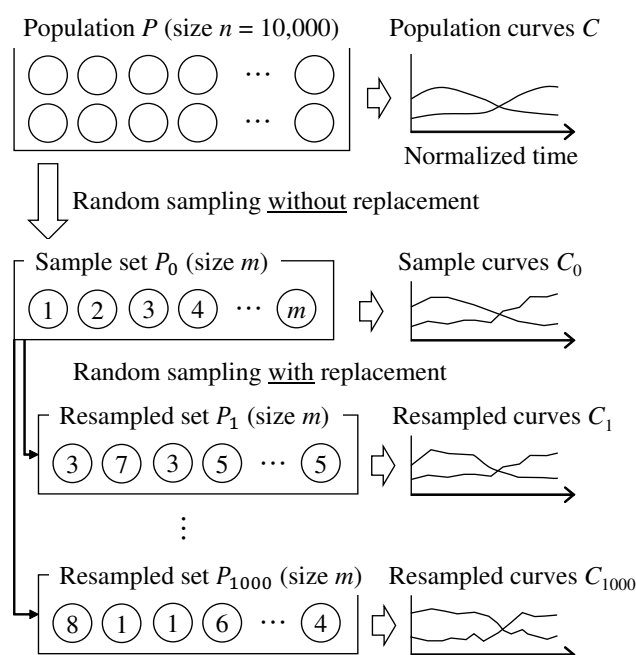 Population P (size n = 10,000)
Population curves C
...
...
Normalized time
Random sampling without replacement
Sample set P₀ (size m)
Sample curves C₀
1 2 3 4 ... m
Random sampling with replacement
Resampled set P₁ (size m)
Resampled curves C₁
3 7 3 5 ... 5
⋮
Resampled set P₁₀₀₀ (size m)
Resampled curves C₁₀₀₀
8 1 1 6 ... 4